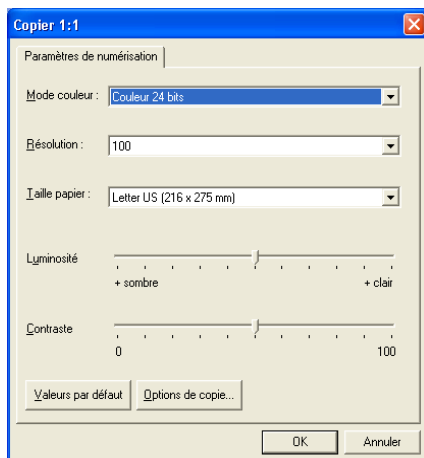 Copier 1:1
Paramètres de numérisation
Mode couleur : Couleur 24 bits
Résolution : 100
Taille papier : Letter US (216 x 275 mm)
Luminosité
+ sombre + clair
Contraste
0 100
Valeurs par défaut Options de copie...
OK Annuler